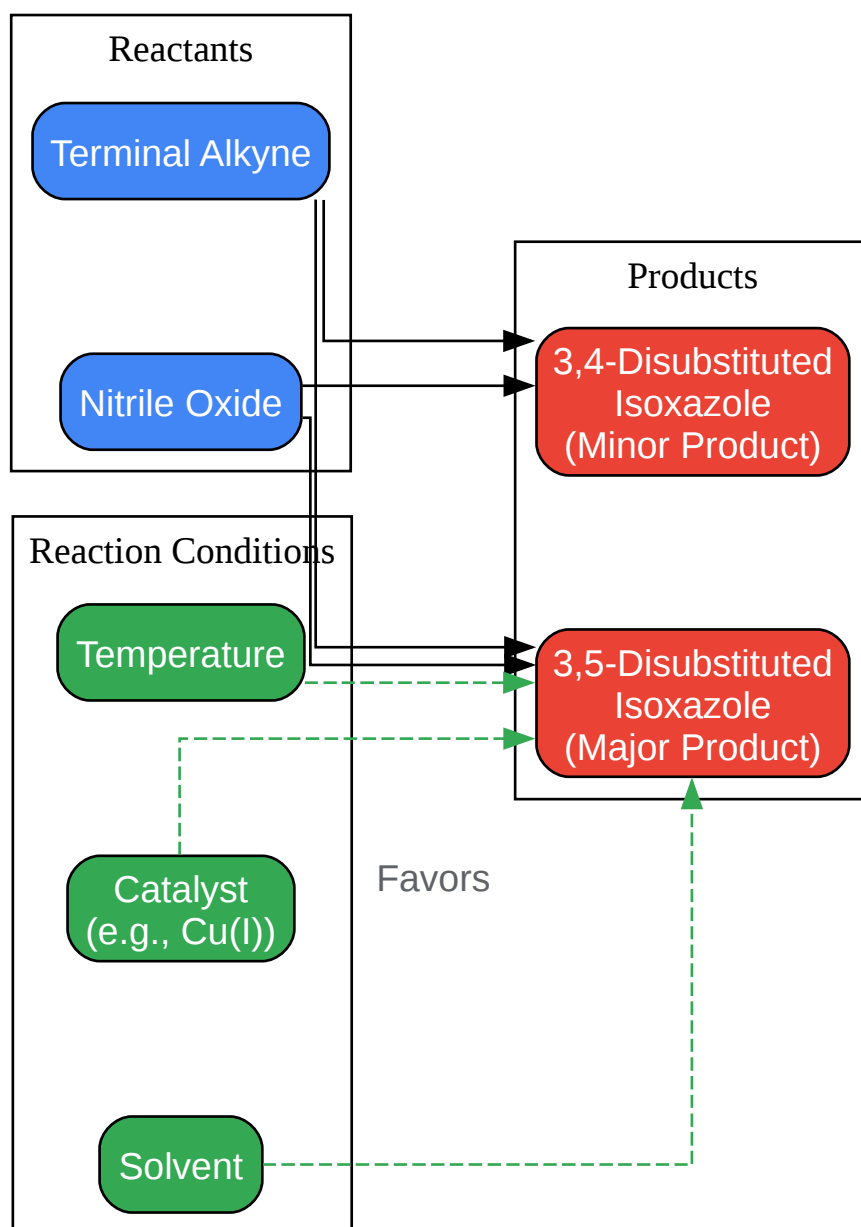 Reactants
Terminal Alkyne
Nitrile Oxide
Products
3,4-Disubstituted
Isoxazole
(Minor Product)
Reaction Conditions
Temperature
3,5-Disubstituted
Isoxazole
(Major Product)
Catalyst
(e.g., Cu(I))
Favors
Solvent